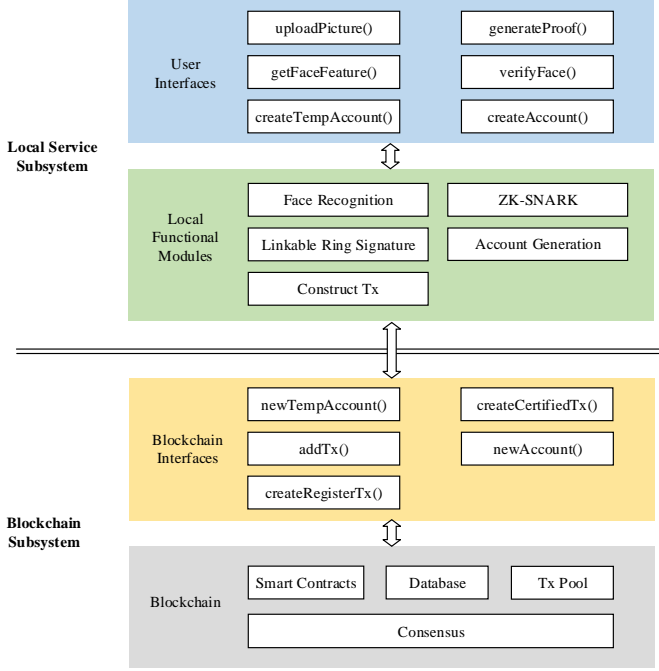 Local Service
Subsystem
User
Interfaces
uploadPicture()
generateProof()
getFaceFeature()
verifyFace()
createTempAccount()
createAccount()
Local
Functional
Modules
Face Recognition
ZK-SNARK
Linkable Ring Signature
Account Generation
Construct Tx
Blockchain
Subsystem
Blockchain
Interfaces
newTempAccount()
createCertifiedTx()
addTx()
newAccount()
createRegisterTx()
Blockchain
Smart Contracts
Database
Tx Pool
Consensus